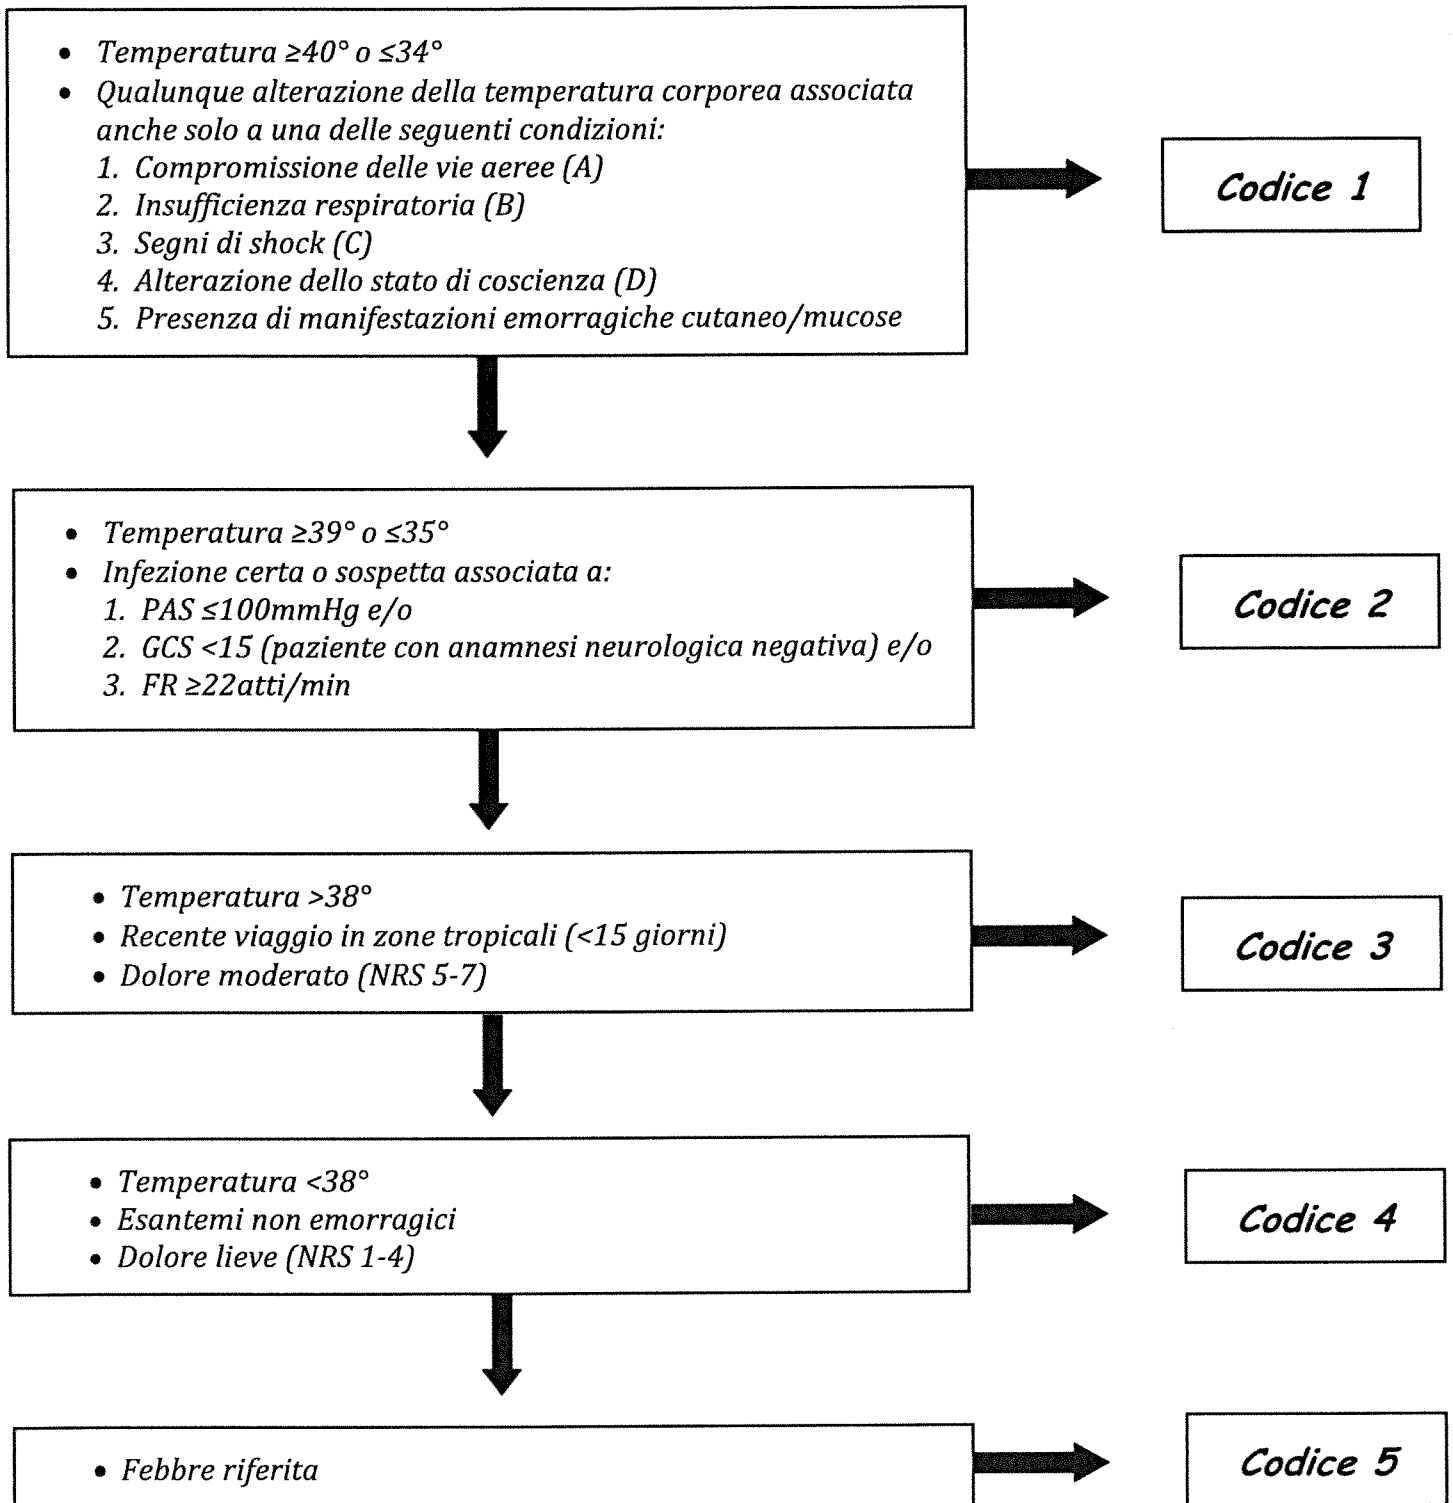 • Temperatura ≥40° o ≤34°
• Qualunque alterazione della temperatura corporea associata
anche solo a una delle seguenti condizioni:
1. Compromissione delle vie aeree (A)
2. Insufficienza respiratoria (B)
3. Segni di shock (C)
4. Alterazione dello stato di coscienza (D)
5. Presenza di manifestazioni emorragiche cutaneo/mucose
Codice 1
• Temperatura ≥39° o ≤35°
• Infezione certa o sospetta associata a:
1. PAS ≤100mmHg e/o
2. GCS <15 (paziente con anamnesi neurologica negativa) e/o
3. FR ≥22atti/min
Codice 2
• Temperatura >38°
• Recente viaggio in zone tropicali (<15 giorni)
• Dolore moderato (NRS 5-7)
Codice 3
• Temperatura <38°
• Esantemi non emorragici
• Dolore lieve (NRS 1-4)
Codice 4
• Febbre riferita
Codice 5